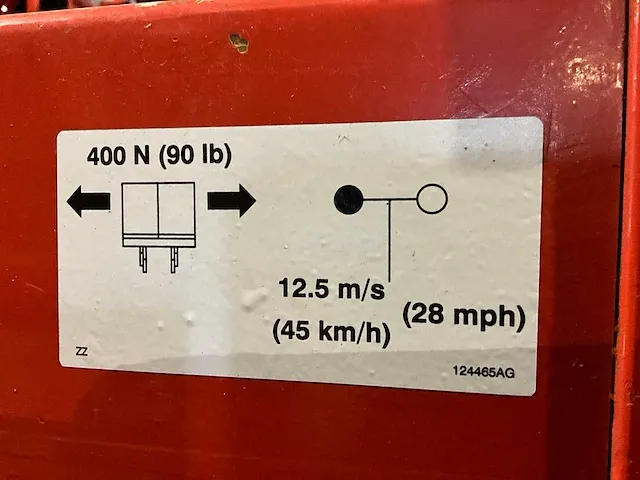 400 N (90 lb)
12.5 m/s
(45 km/h)
(28 mph)
ZZ
124465AG